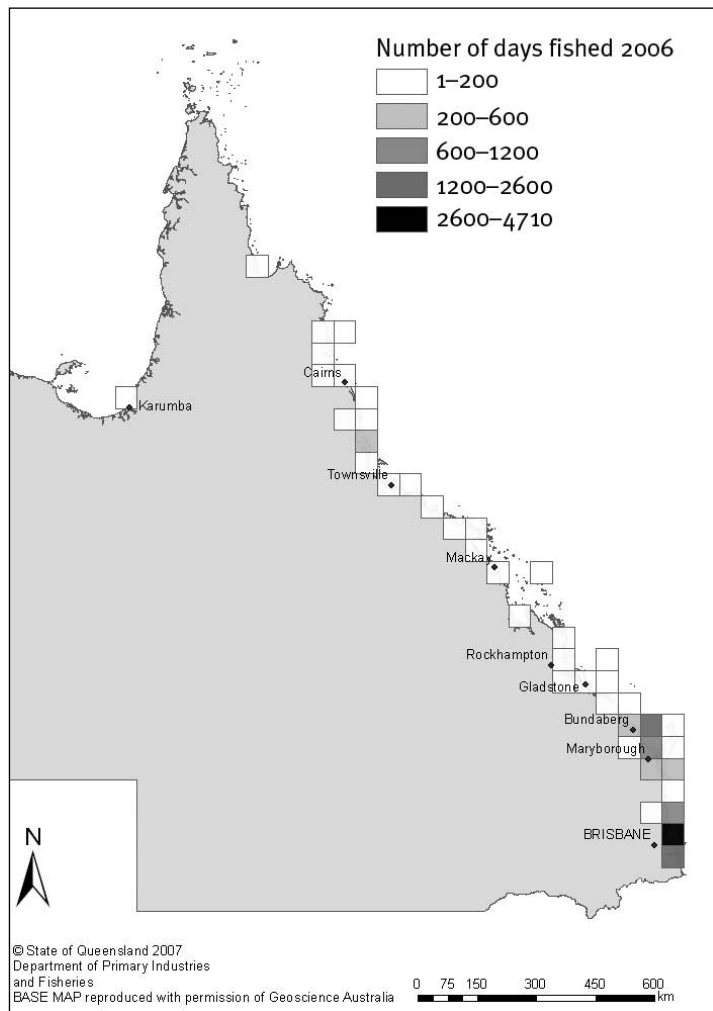 Number of days fished 2006
1–200
200–600
600–1200
1200–2600
2600–4710
Cairns
Karumba
Townsville
Macka
Rockhampton
Gladstone
Bundaberg
Maryborough
BRISBANE
N
© State of Queensland 2007
Department of Primary Industries
and Fisheries
BASE MAP reproduced with permission of Geoscience Australia
0 75 150 300 450 600
km